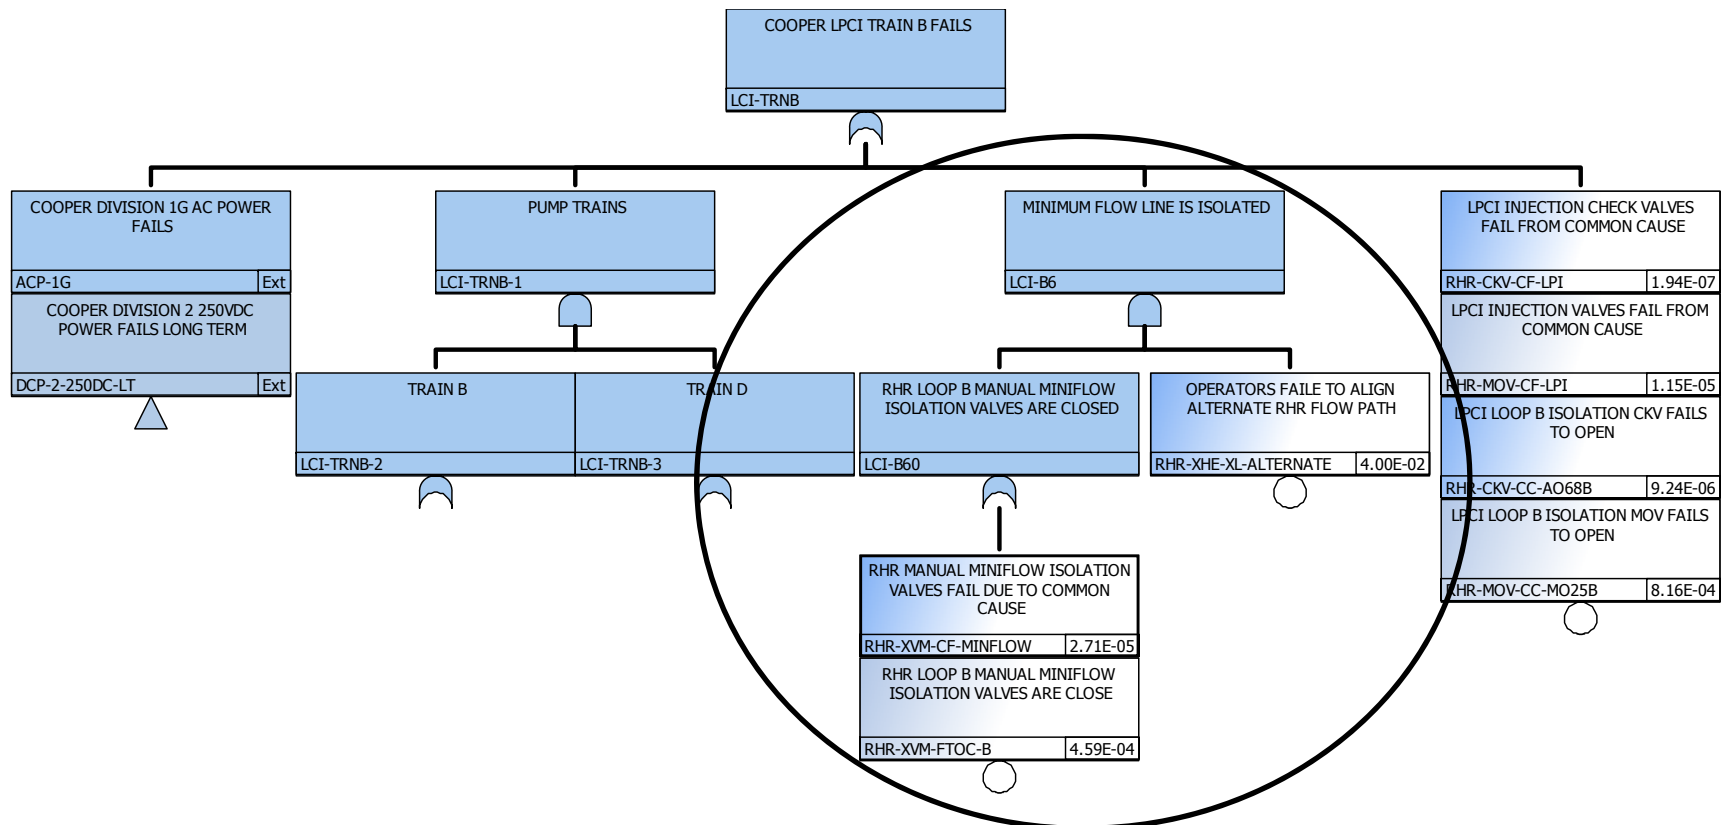 COOPER LPCI TRAIN B FAILS
LCI-TRNB
COOPER DIVISION 1G AC POWER
FAILS
ACP-1G Ext
COOPER DIVISION 2 250VDC
POWER FAILS LONG TERM
DCP-2-250DC-LT Ext
PUMP TRAINS
LCI-TRNB-1
TRAIN B
LCI-TRNB-2
TRAIN D
LCI-TRNB-3
MINIMUM FLOW LINE IS ISOLATED
LCI-B6
RHR LOOP B MANUAL MINIFLOW
ISOLATION VALVES ARE CLOSED
LCI-B60
OPERATORS FAILE TO ALIGN
ALTERNATE RHR FLOW PATH
RHR-XHE-XL-ALTERNATE 4.00E-02
RHR MANUAL MINIFLOW ISOLATION
VALVES FAIL DUE TO COMMON
CAUSE
RHR-XVM-CF-MINFLOW 2.71E-05
RHR LOOP B MANUAL MINIFLOW
ISOLATION VALVES ARE CLOSE
RHR-XVM-FTOC-B 4.59E-04
LPCI INJECTION CHECK VALVES
FAIL FROM COMMON CAUSE
RHR-CKV-CF-LPI 1.94E-07
LPCI INJECTION VALVES FAIL FROM
COMMON CAUSE
RHR-MOV-CF-LPI 1.15E-05
LPCI LOOP B ISOLATION CKV FAILS
TO OPEN
RHR-CKV-CC-AO68B 9.24E-06
LPCI LOOP B ISOLATION MOV FAILS
TO OPEN
RHR-MOV-CC-MO25B 8.16E-04